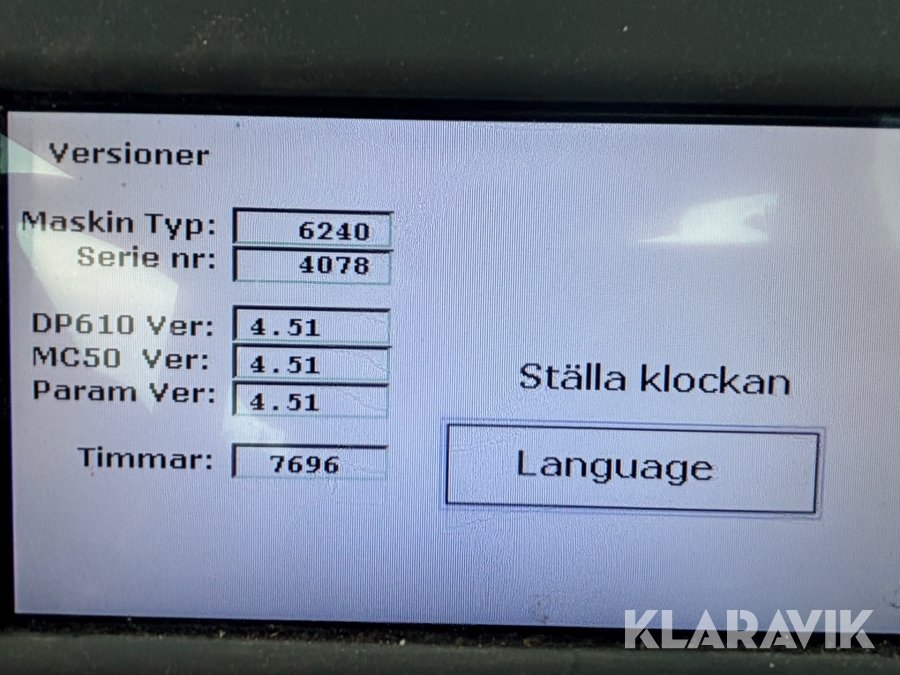 Versioner
Maskin Typ: 6240
Serie nr: 4078
DP610 Ver: 4.51
MC50 Ver: 4.51
Param Ver: 4.51
Timmar: 7696
Ställa klockan
Language
KLARAVIK